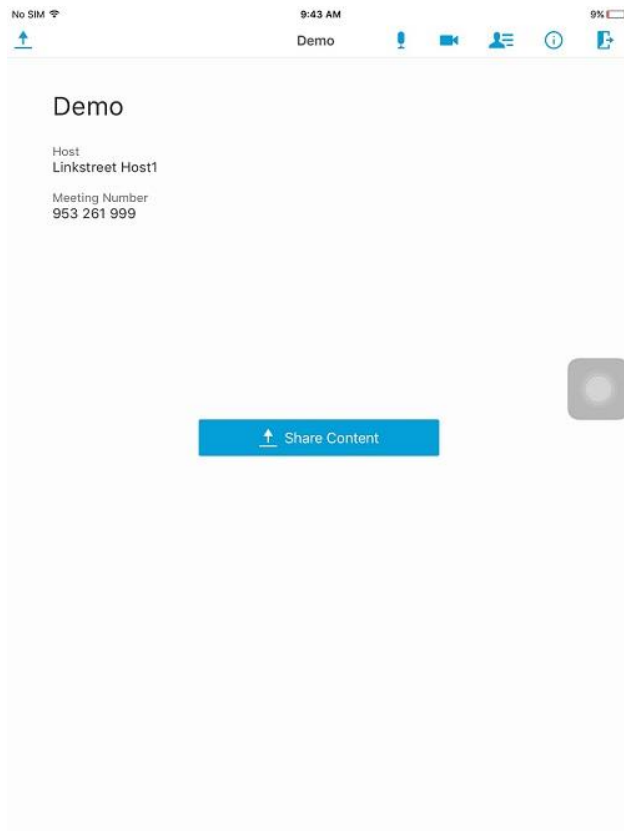 No SIM 9:43 AM 9%
Demo
Demo
Host
Linkstreet Host1
Meeting Number
953 261 999
Share Content